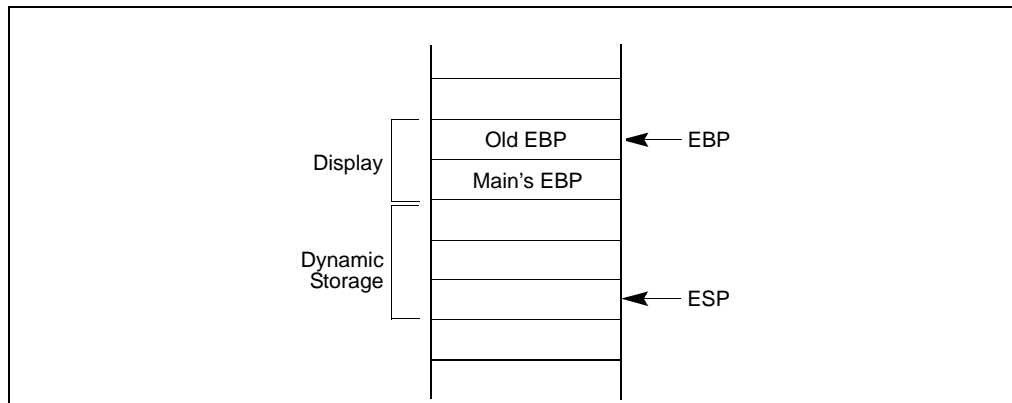 Old EBP
EBP
Display
Main's EBP
Dynamic
Storage
ESP